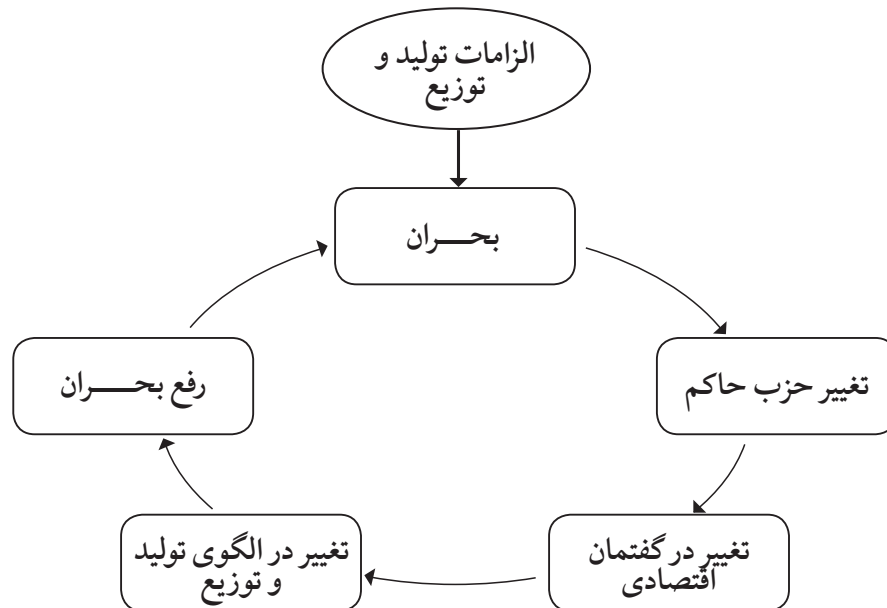 الزامات تولید و
توزیع
بحـــران
تغییر حزب حاکم
رفع بحـــران
تغییر در گفتمان
اقتصادی
تغییر در الگوی تولید
و توزیع